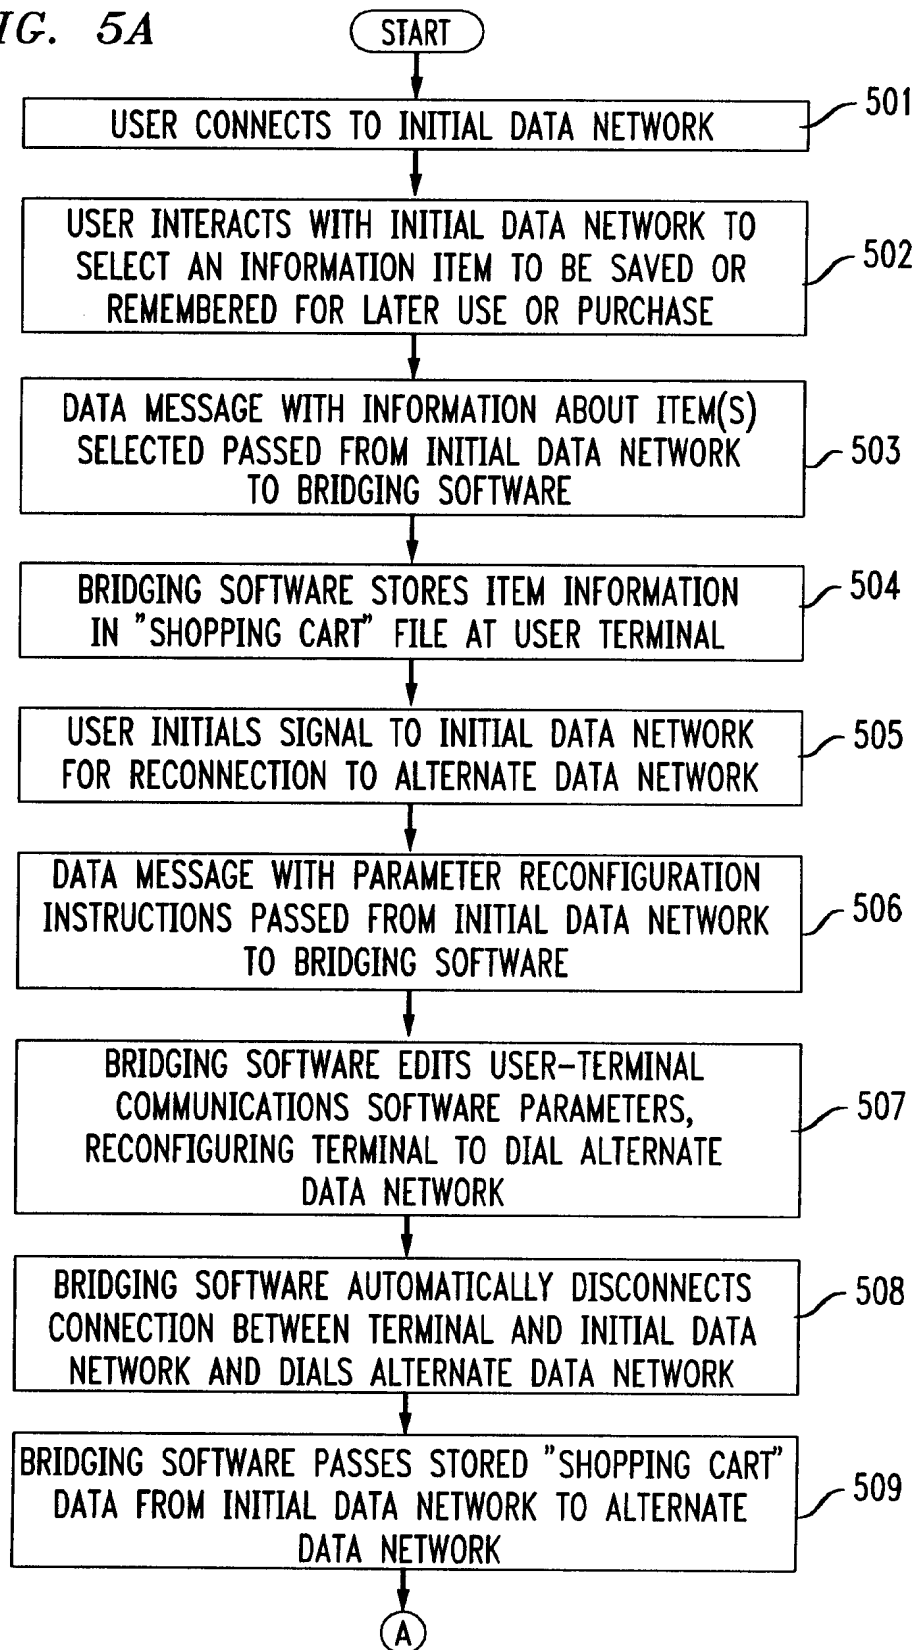 IG. 5A
START
USER CONNECTS TO INITIAL DATA NETWORK
501
USER INTERACTS WITH INITIAL DATA NETWORK TO
SELECT AN INFORMATION ITEM TO BE SAVED OR
REMEMBERED FOR LATER USE OR PURCHASE
502
DATA MESSAGE WITH INFORMATION ABOUT ITEM(S)
SELECTED PASSED FROM INITIAL DATA NETWORK
TO BRIDGING SOFTWARE
503
BRIDGING SOFTWARE STORES ITEM INFORMATION
IN "SHOPPING CART" FILE AT USER TERMINAL
504
USER INITIALS SIGNAL TO INITIAL DATA NETWORK
FOR RECONNECTION TO ALTERNATE DATA NETWORK
505
DATA MESSAGE WITH PARAMETER RECONFIGURATION
INSTRUCTIONS PASSED FROM INITIAL DATA NETWORK
TO BRIDGING SOFTWARE
506
BRIDGING SOFTWARE EDITS USER-TERMINAL
COMMUNICATIONS SOFTWARE PARAMETERS,
RECONFIGURING TERMINAL TO DIAL ALTERNATE
DATA NETWORK
507
BRIDGING SOFTWARE AUTOMATICALLY DISCONNECTS
CONNECTION BETWEEN TERMINAL AND INITIAL DATA
NETWORK AND DIALS ALTERNATE DATA NETWORK
508
BRIDGING SOFTWARE PASSES STORED "SHOPPING CART"
DATA FROM INITIAL DATA NETWORK TO ALTERNATE
DATA NETWORK
509
A